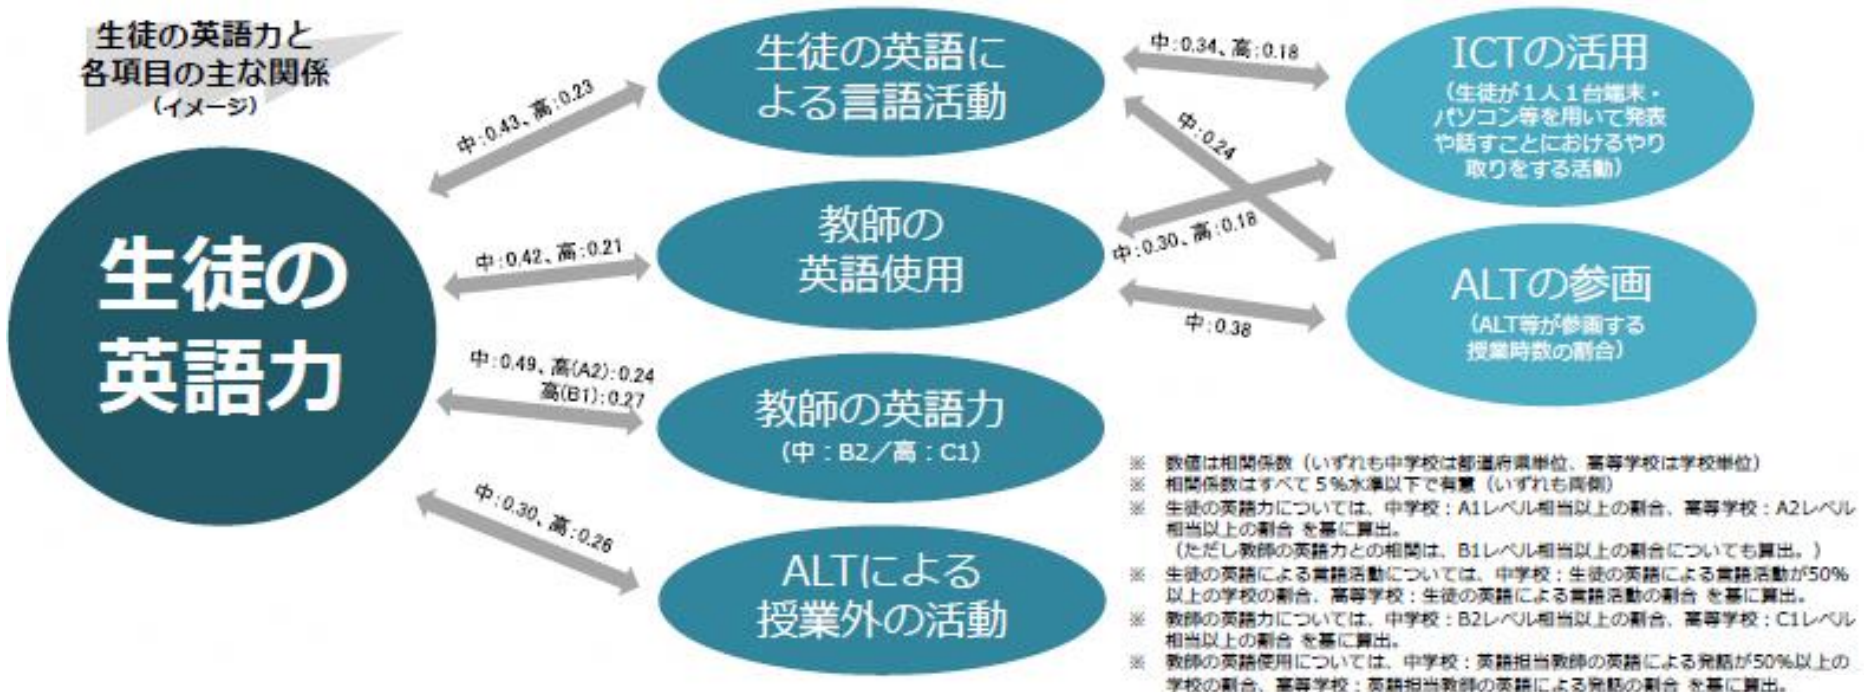 生徒の英語力と
各項目の主な関係
（イメージ）
生徒の
英語力
中:0.43、高:0.23
中:0.42、高:0.21
中:0.49、高(A2):0.24
高(B1):0.27
中:0.30、高:0.26
生徒の英語に
よる言語活動
教師の
英語使用
教師の英語力
（中：B2／高：C1）
ALTによる
授業外の活動
中:0.34、高:0.18
中:0.24
中:0.30、高:0.18
中:0.38
ICTの活用
（生徒が１人１台端末・
パソコン等を用いて発表
や話すことにおけるやり
取りをする活動）
ALTの参画
（ALT等が参画する
授業時数の割合）
※ 数値は相関係数（いずれも中学校は都道府県単位、高等学校は学校単位）
※ 相関係数はすべて５%水準以下で有意（いずれも両側）
※ 生徒の英語力については、中学校：A1レベル相当以上の割合、高等学校：A2レベル
相当以上の割合 を基に算出。
（ただし教師の英語力との相関は、B1レベル相当以上の割合についても算出。）
※ 生徒の英語による言語活動については、中学校：生徒の英語による言語活動が50%
以上の学校の割合、高等学校：生徒の英語による言語活動の割合 を基に算出。
※ 教師の英語力については、中学校：B2レベル相当以上の割合、高等学校：C1レベル
相当以上の割合 を基に算出。
※ 教師の英語使用については、中学校：英語担当教師の英語による発話が50%以上の
学校の割合、高等学校：英語担当教師の英語による発話の割合 を基に算出。